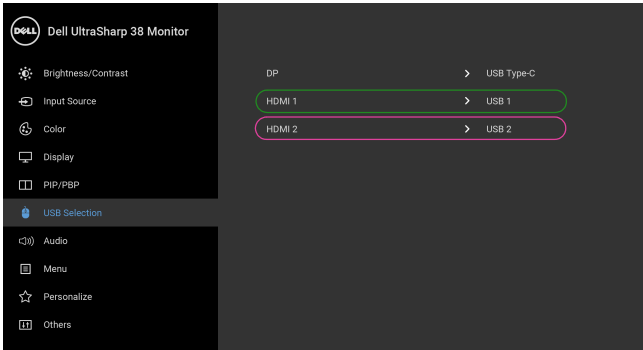 DELL Dell UltraSharp 38 Monitor
Brightness/Contrast
Input Source
Color
Display
PIP/PBP
USB Selection
Audio
Menu
Personalize
Others
DP > USB Type-C
HDMI 1 > USB 1
HDMI 2 > USB 2